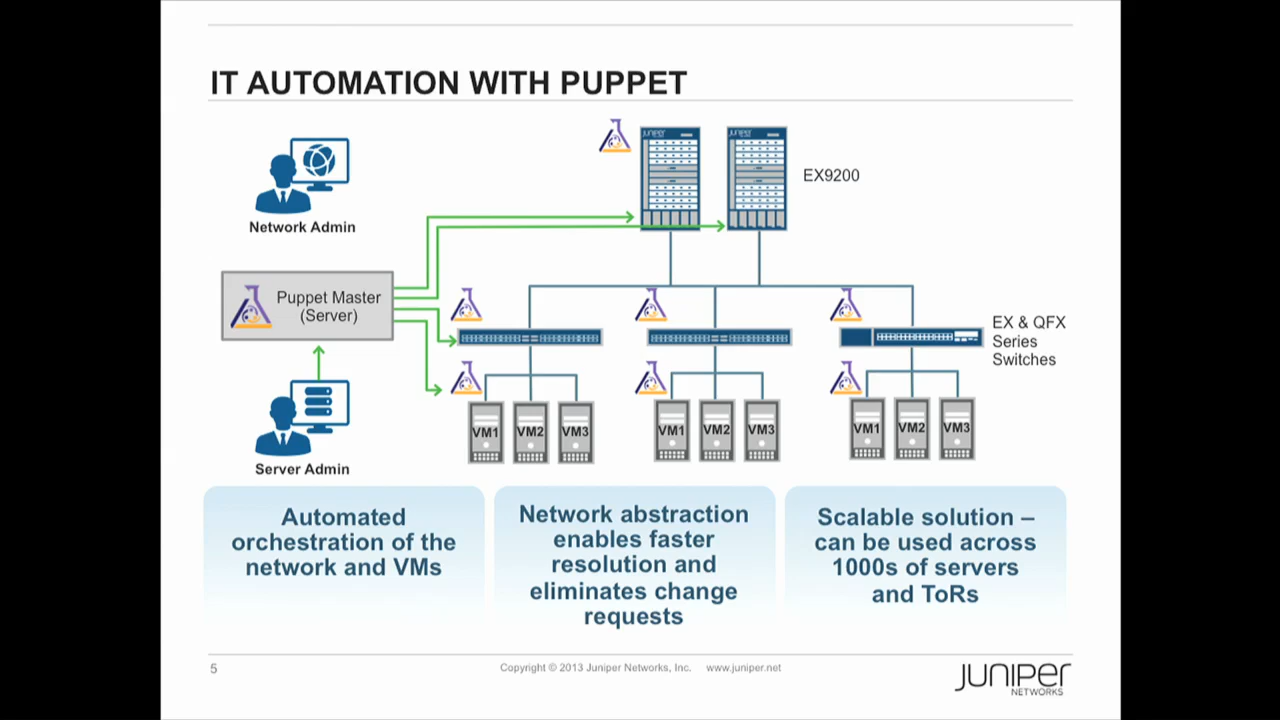 IT AUTOMATION WITH PUPPET
JUNIPEr
JUNIPEr
EX9200
Network Admin
Puppet Master
(Server)
EX & QFX
Series
Switches
VM1
VM2
VM3
VM1
VM2
VM3
VM1
VM2
VM3
Server Admin
Automated
orchestration of the
network and VMs
Network abstraction
enables faster
resolution and
eliminates change
requests
Scalable solution –
can be used across
1000s of servers
and ToRs
5
Copyright © 2013 Juniper Networks, Inc.
www.juniper.net
JUNIPEr
NETWORKS